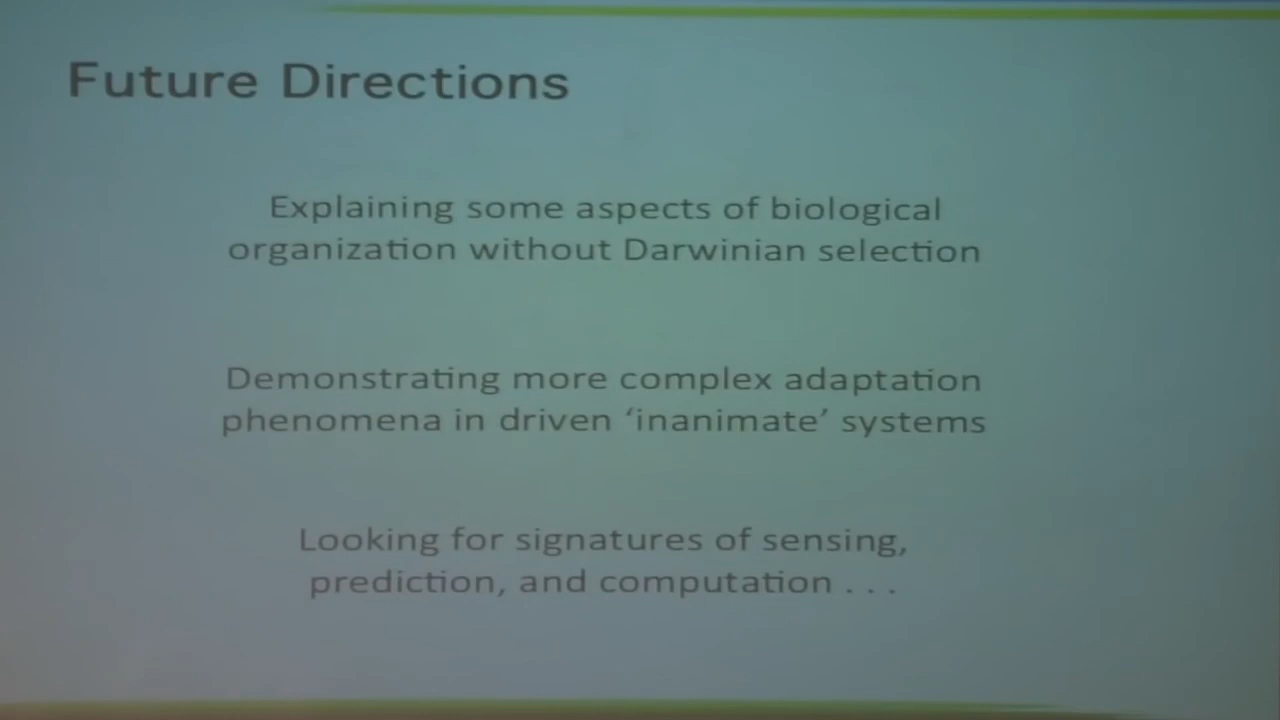 Future Directions
Explaining some aspects of biological
organization without Darwinian selection
Demonstrating more complex adaptation
phenomena in driven ‘inanimate’ systems
Looking for signatures of sensing,
prediction, and computation . . .